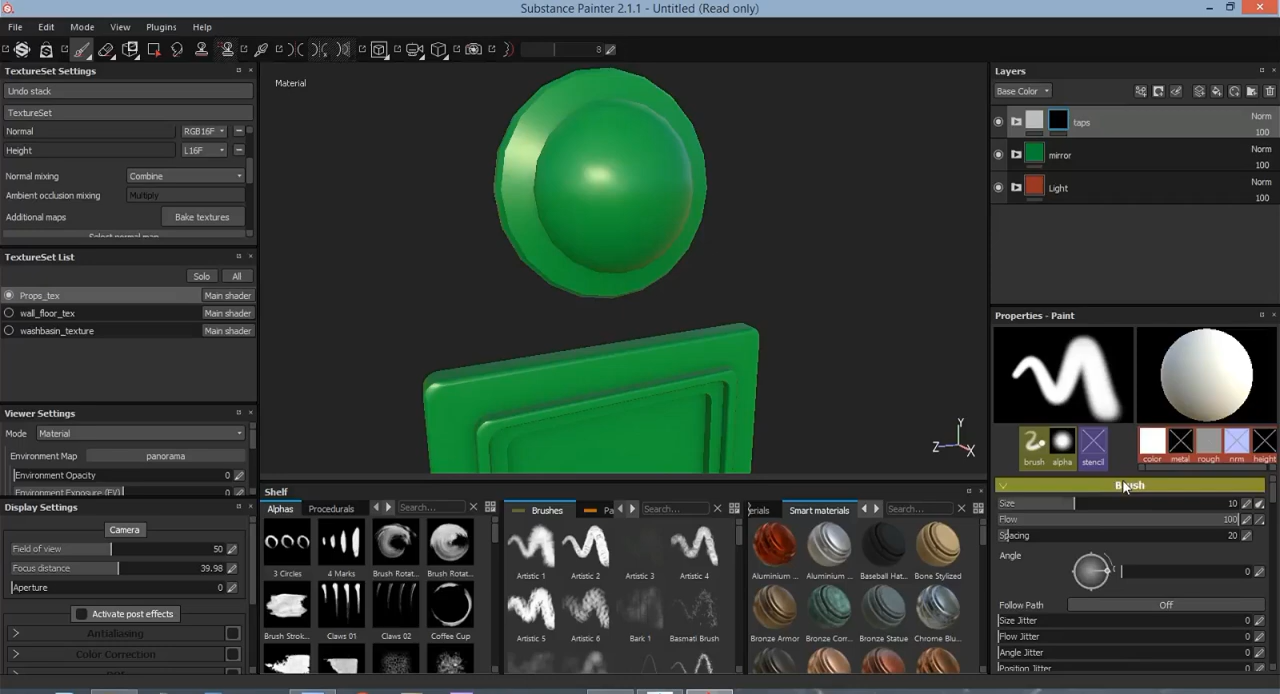 Substance Painter 2.1.1 - Untitled (Read only)
File Edit Mode View Plugins Help
8
TextureSet Settings
Undo stack
TextureSet
Normal RGB16F
Height L16F
Normal mixing Combine
Ambient occlusion mixing Multiply
Additional maps Bake textures
Select normal map
TextureSet List
Solo All
Props_tex Main shader
wall_floor_tex Main shader
washbasin_texture Main shader
Viewer Settings
Mode Material
Environment Map panorama
Environment Opacity 0
Environment Exposure (EV) 0
Display Settings
Camera
Field of view 50
Focus distance 39.98
Aperture 0
Activate post effects
Antialiasing
Color Correction
Material
Y
Z X
Shelf
Alphas Procedurals Search...
3 Circles 4 Marks Brush Rotat... Brush Rotat...
Brush Strok... Claws 01 Claws 02 Coffee Cup
Brushes Pa Search...
Artistic 1 Artistic 2 Artistic 3 Artistic 4
Artistic 5 Artistic 6 Bark 1 Basmati Brush
erials Smart materials Search...
Aluminium ... Aluminium ... Baseball Hat... Bone Stylized
Bronze Armor Bronze Corr... Bronze Statue Chrome Blu...
Layers
Base Color
taps Norm
100
mirror Norm
100
Light Norm
100
Properties - Paint
brush alpha stencil color metal rough nrm height
Brush
Size 10
Flow 100
Spacing 20
Angle 0
Follow Path Off
Size Jitter 0
Flow Jitter 0
Angle Jitter 0
Position Jitter 0